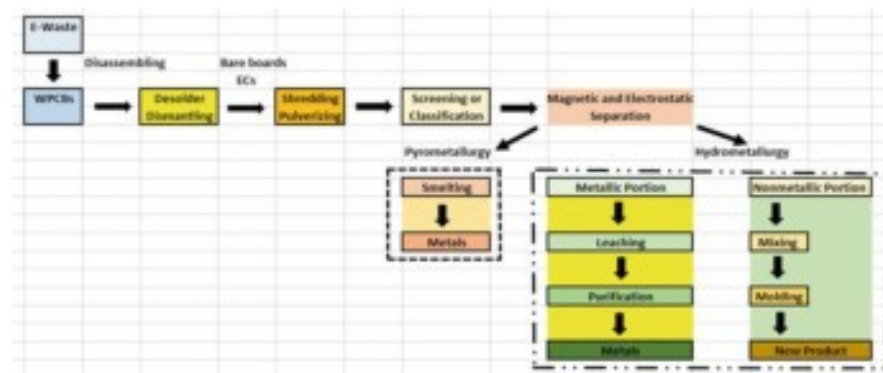 E-Waste
Disassembling
Bare boards
ECs
WPCBs
Desolder
Dismantling
Shredding
Pulverizing
Screening or
Classification
Magnetic and Electrostatic
Separation
Pyrometallurgy
Hydrometallurgy
Smelting
Metallic Portion
Nonmetallic Portion
Metals
Leaching
Mixing
Purification
Molding
Metals
New Product